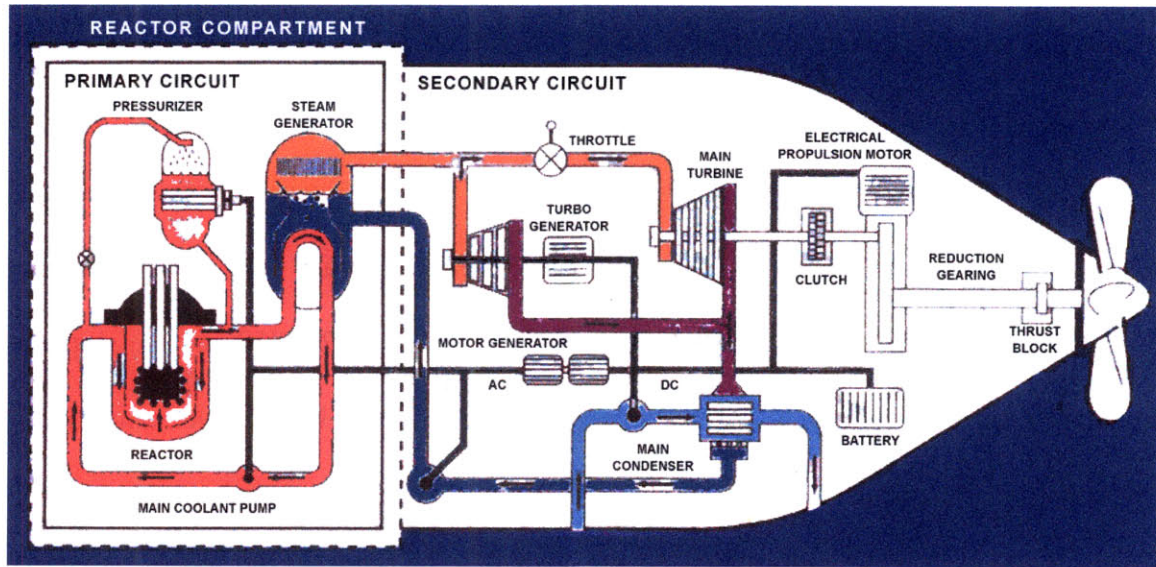 REACTOR COMPARTMENT
PRIMARY CIRCUIT
SECONDARY CIRCUIT
PRESSURIZER
STEAM
GENERATOR
THROTTLE
MAIN
TURBINE
ELECTRICAL
PROPULSION MOTOR
TURBO
GENERATOR
CLUTCH
REDUCTION
GEARING
THRUST
BLOCK
MOTOR GENERATOR
AC
DC
BATTERY
MAIN
CONDENSER
REACTOR
MAIN COOLANT PUMP